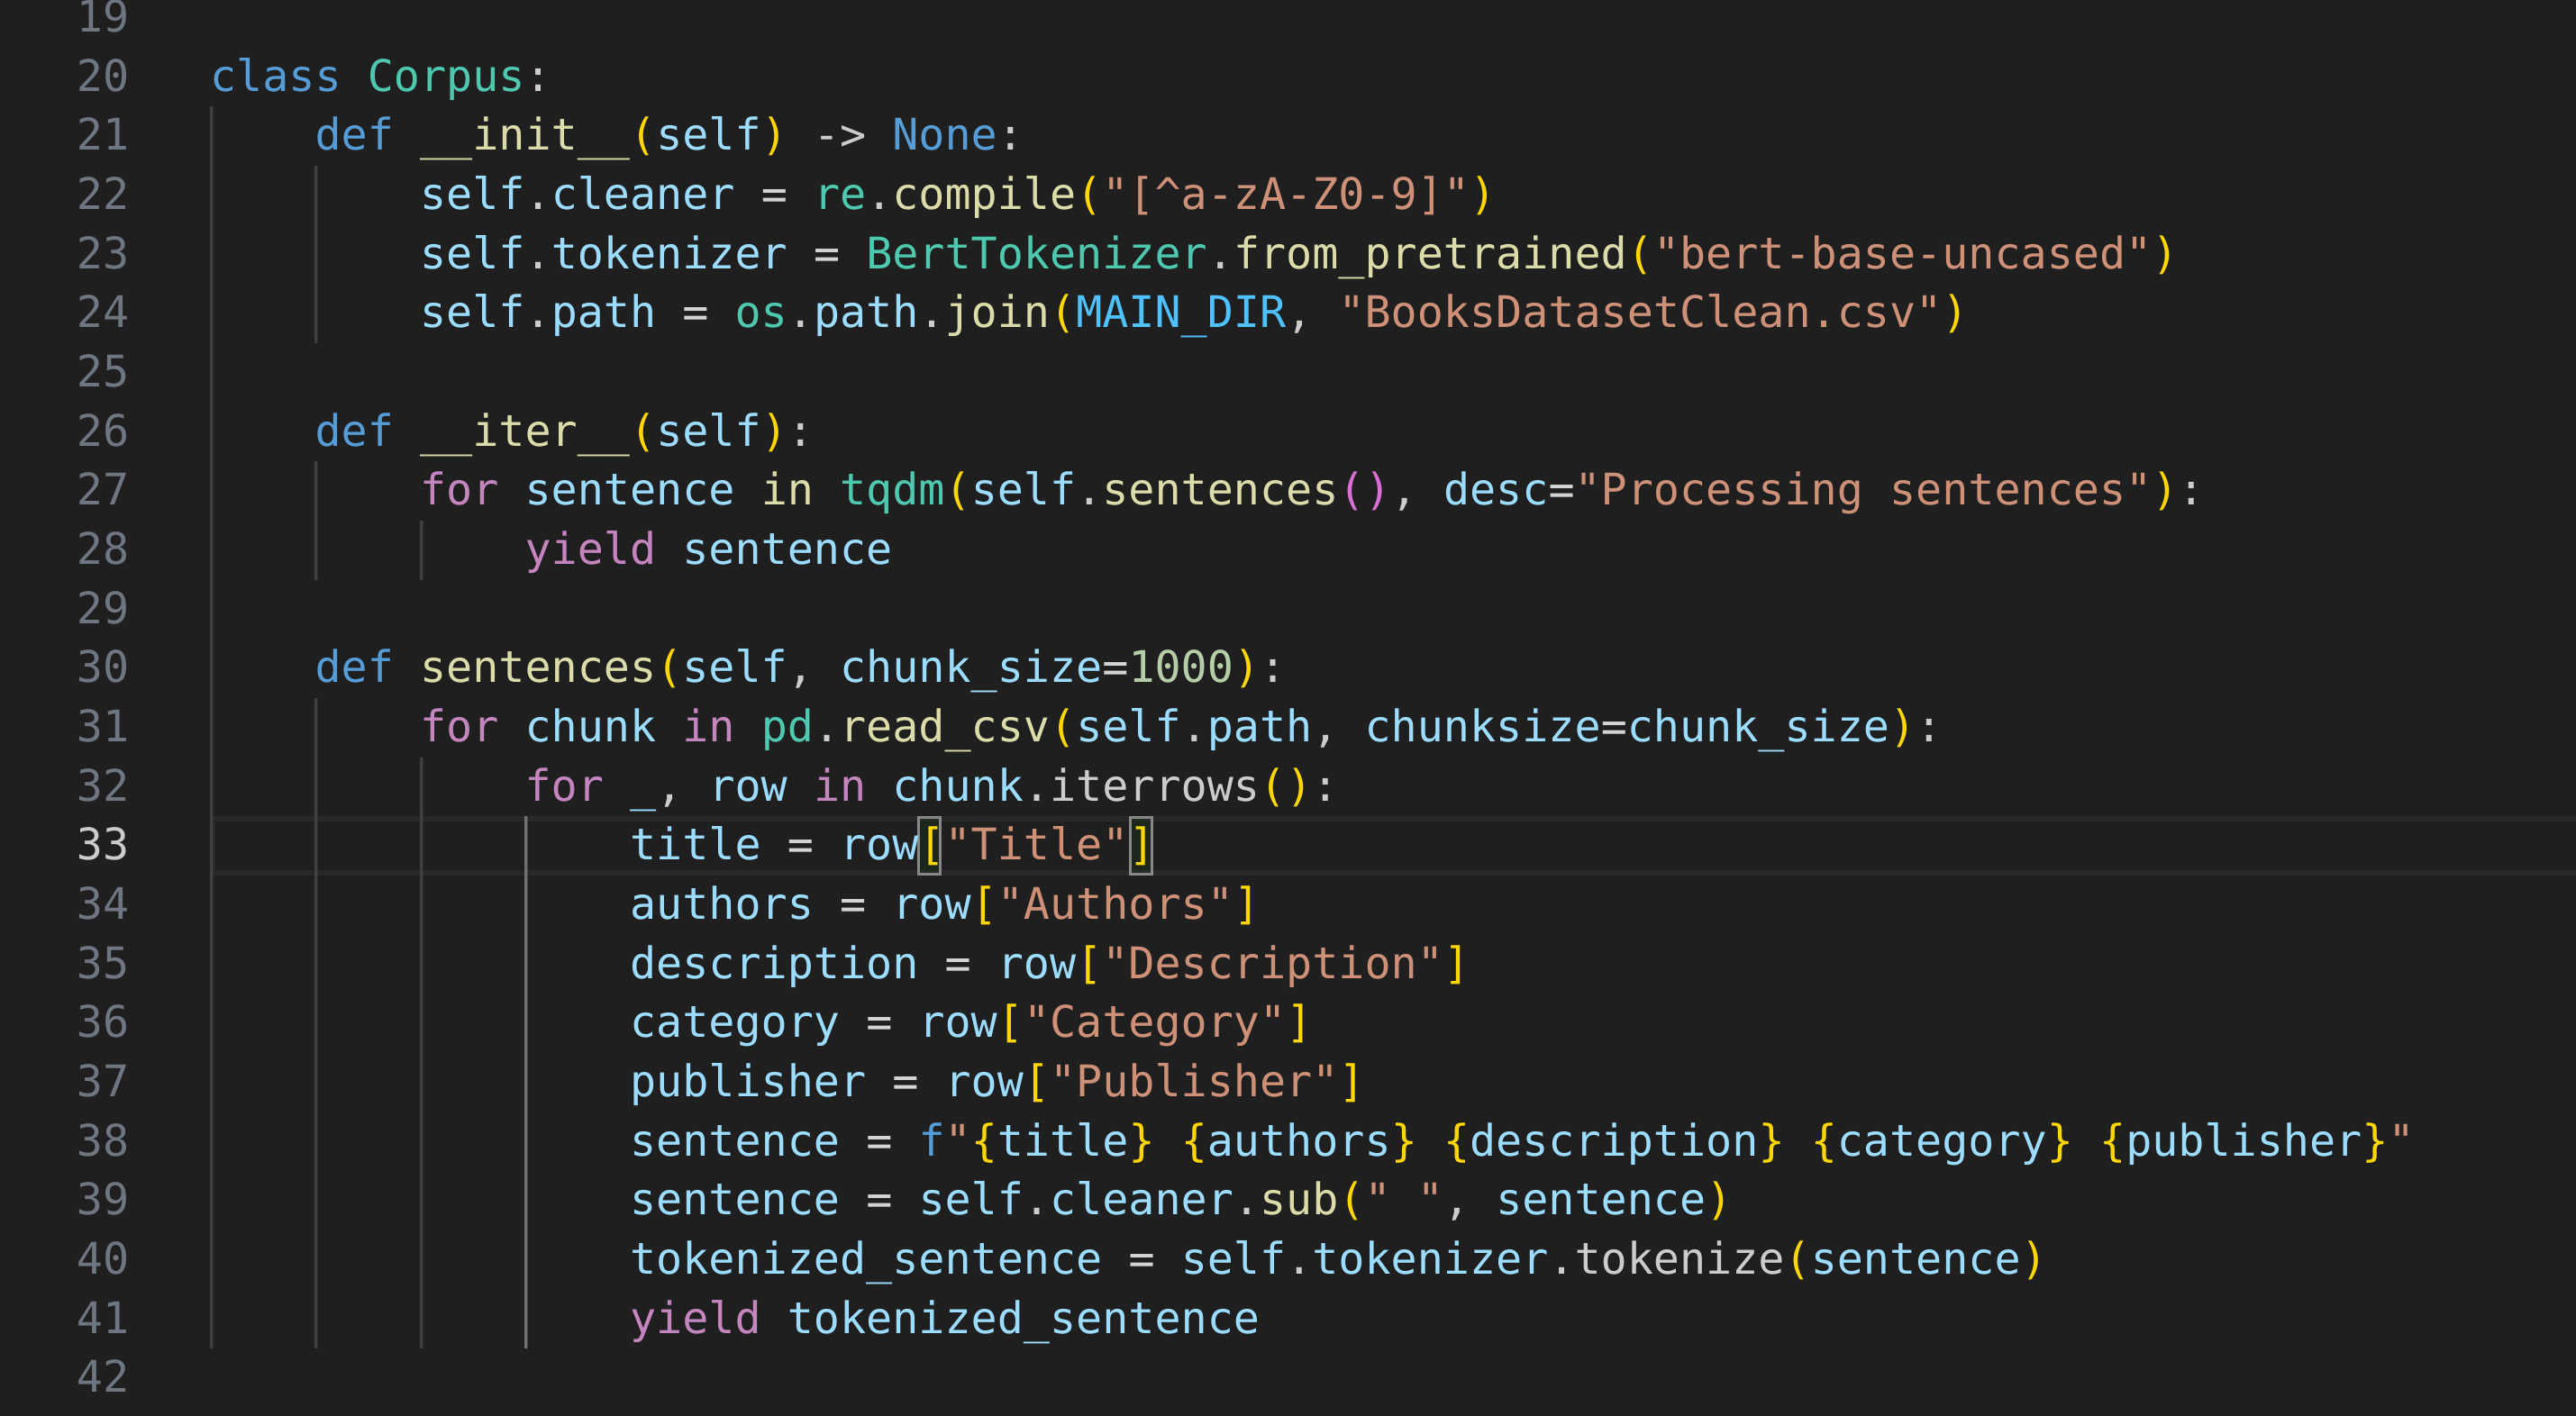 19
20 class Corpus:
21     def __init__(self) -> None:
22         self.cleaner = re.compile("[^a-zA-Z0-9]")
23         self.tokenizer = BertTokenizer.from_pretrained("bert-base-uncased")
24         self.path = os.path.join(MAIN_DIR, "BooksDatasetClean.csv")
25
26     def __iter__(self):
27         for sentence in tqdm(self.sentences(), desc="Processing sentences"):
28             yield sentence
29
30     def sentences(self, chunk_size=1000):
31         for chunk in pd.read_csv(self.path, chunksize=chunk_size):
32             for _, row in chunk.iterrows():
33                 title = row["Title"]
34                 authors = row["Authors"]
35                 description = row["Description"]
36                 category = row["Category"]
37                 publisher = row["Publisher"]
38                 sentence = f"{title} {authors} {description} {category} {publisher}"
39                 sentence = self.cleaner.sub(" ", sentence)
40                 tokenized_sentence = self.tokenizer.tokenize(sentence)
41                 yield tokenized_sentence
42